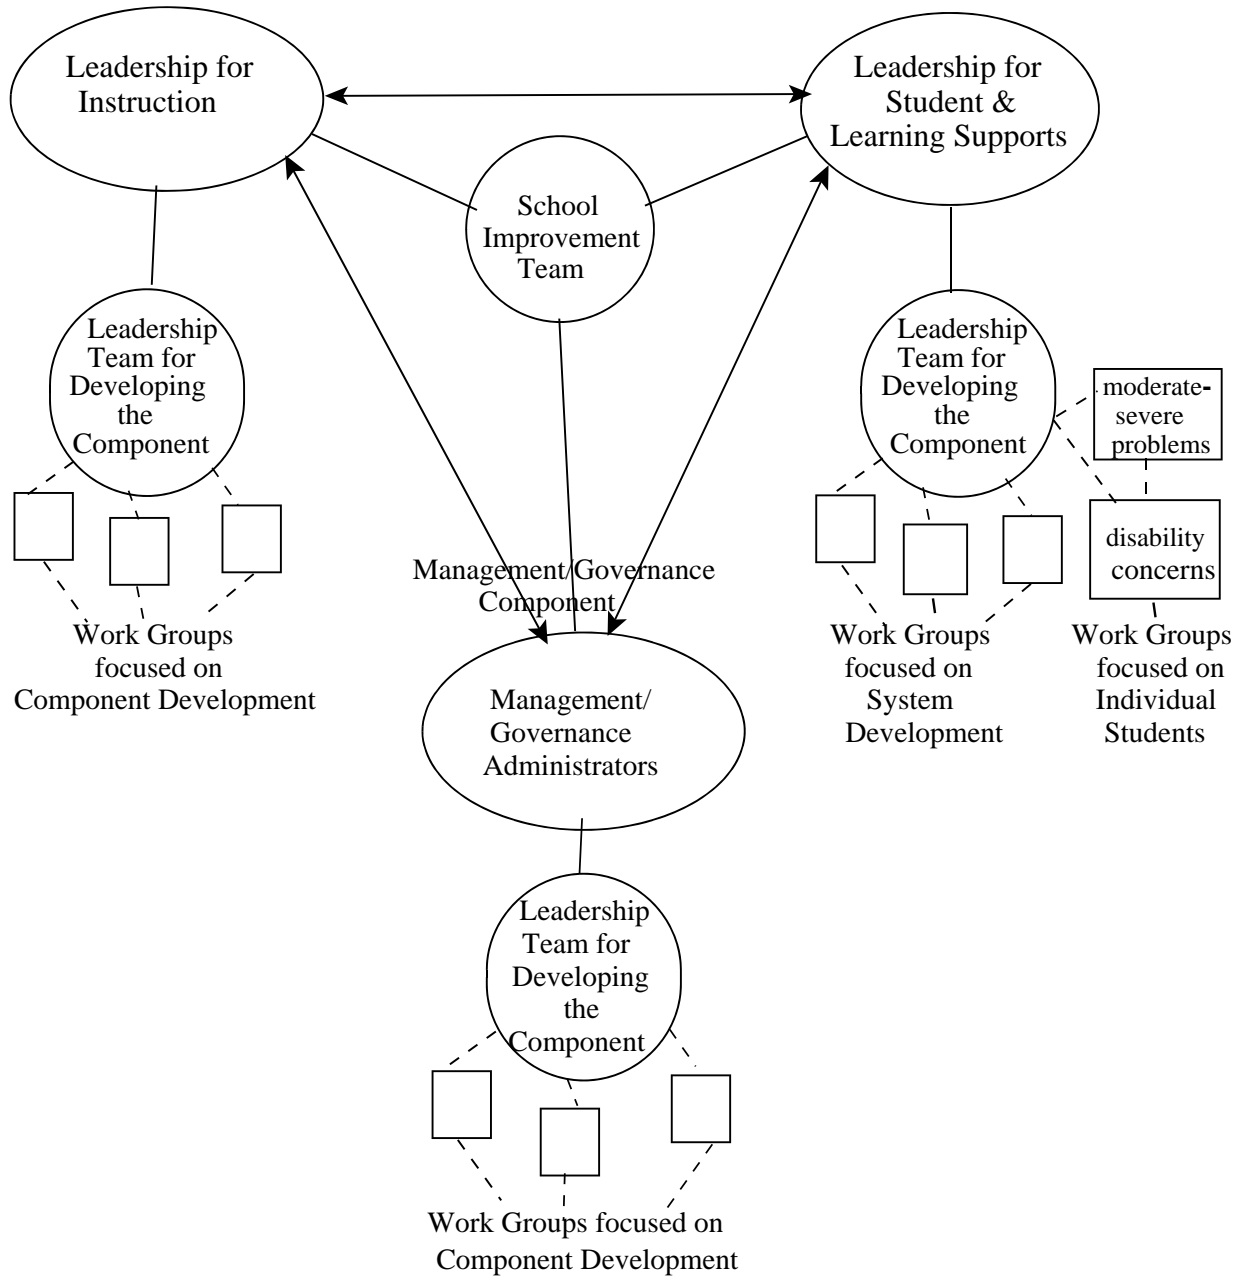 Leadership for
Instruction
Leadership for
Student &
Learning Supports
School
Improvement
Team
Leadership
Team for
Developing
the
Component
Leadership
Team for
Developing
the
Component
moderate-
severe
problems
disability
concerns
Management/Governance
Component
Work Groups
focused on
Component Development
Work Groups
focused on
System
Development
Work Groups
focused on
Individual
Students
Management/
Governance
Administrators
Leadership
Team for
Developing
the
Component
Work Groups focused on
Component Development